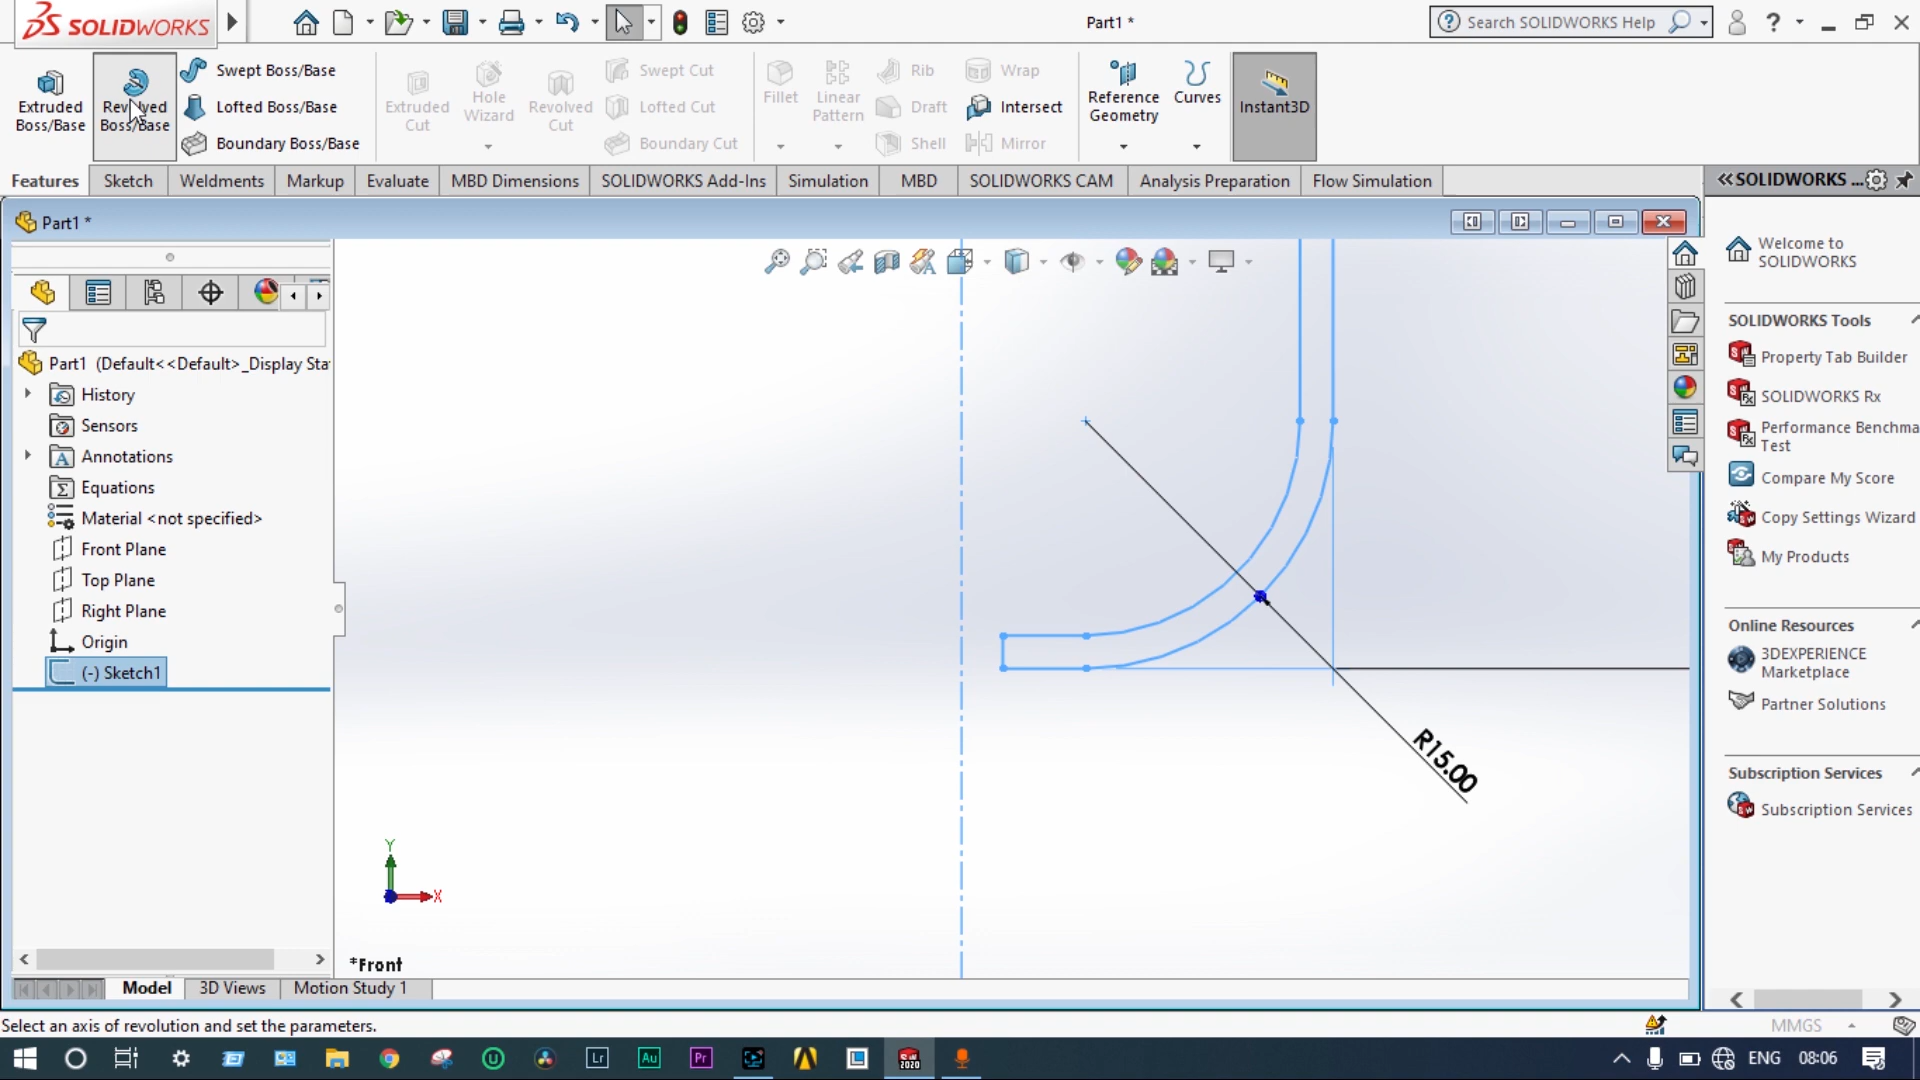 SOLIDWORKS
Part1 *
Search SOLIDWORKS Help
Extruded
Boss/Base
Revolved
Boss/Base
Swept Boss/Base
Lofted Boss/Base
Boundary Boss/Base
Extruded
Cut
Hole
Wizard
Revolved
Cut
Swept Cut
Lofted Cut
Boundary Cut
Fillet
Linear
Pattern
Rib
Draft
Shell
Wrap
Intersect
Mirror
Reference
Geometry
Curves
Instant3D
Features
Sketch
Weldments
Markup
Evaluate
MBD Dimensions
SOLIDWORKS Add-Ins
Simulation
MBD
SOLIDWORKS CAM
Analysis Preparation
Flow Simulation
SOLIDWORKS ...
Part1 *
Part1 (Default<<Default>_Display Sta
History
Sensors
Annotations
Equations
Material <not specified>
Front Plane
Top Plane
Right Plane
Origin
(-) Sketch1
R15.00
Y
X
*Front
Welcome to
SOLIDWORKS
SOLIDWORKS Tools
Property Tab Builder
SOLIDWORKS Rx
Performance Benchma
Test
Compare My Score
Copy Settings Wizard
My Products
Online Resources
3DEXPERIENCE
Marketplace
Partner Solutions
Subscription Services
Subscription Services
Model
3D Views
Motion Study 1
Select an axis of revolution and set the parameters.
MMGS
Lr
Au
Pr
SW
2020
ENG
08:06